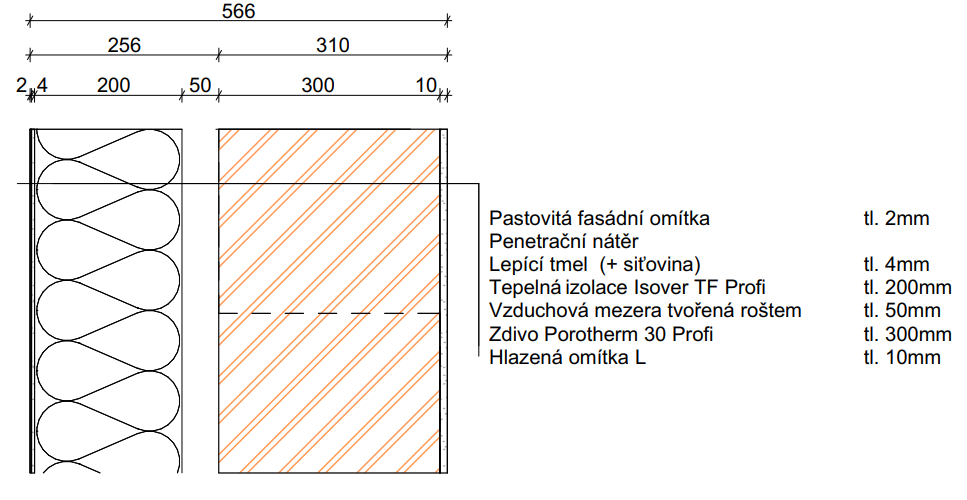 566
256 310
2 4 200 50 300 10
Pastovitá fasádní omítka tl. 2mm
Penetrační nátěr
Lepící tmel (+ siťovina) tl. 4mm
Tepelná izolace Isover TF Profi tl. 200mm
Vzduchová mezera tvořená roštem tl. 50mm
Zdivo Porotherm 30 Profi tl. 300mm
Hlazená omítka L tl. 10mm